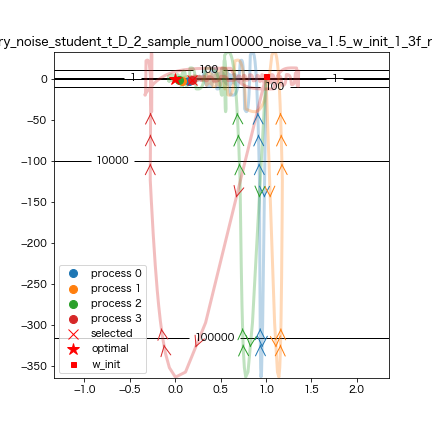 ry_noise_student_t_D_2_sample_num10000_noise_va_1.5_w_init_1_3f_r
0
−50
−100
−150
−200
−250
−300
−350
−1.0
−0.5
0.0
0.5
1.0
1.5
2.0
100
1
1
100
10000
100000
process 0
process 1
process 2
process 3
selected
optimal
w_init